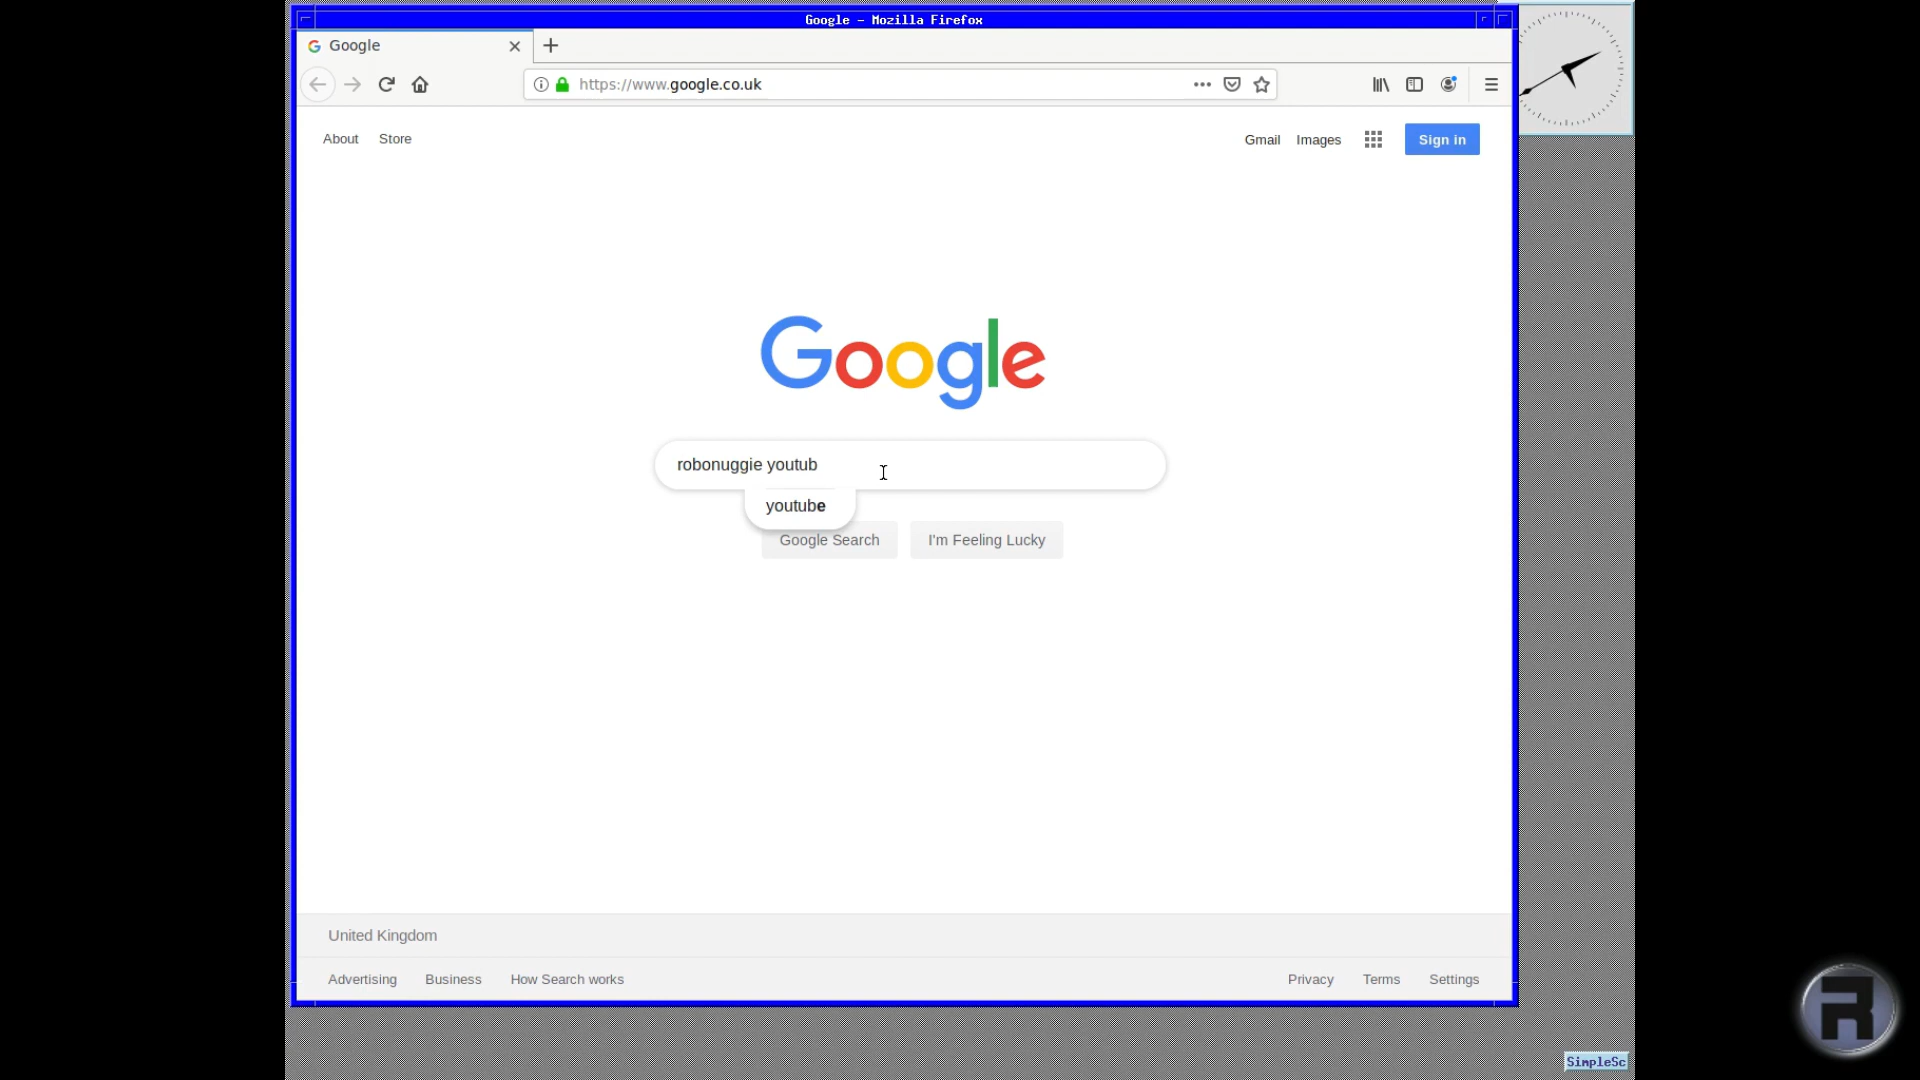 Google - Mozilla Firefox
Google
https://www.google.co.uk
About Store
Gmail Images Sign in
Google
robonuggie youtub
youtube
Google Search I'm Feeling Lucky
United Kingdom
Advertising Business How Search works
Privacy Terms Settings
R
SimpleSc